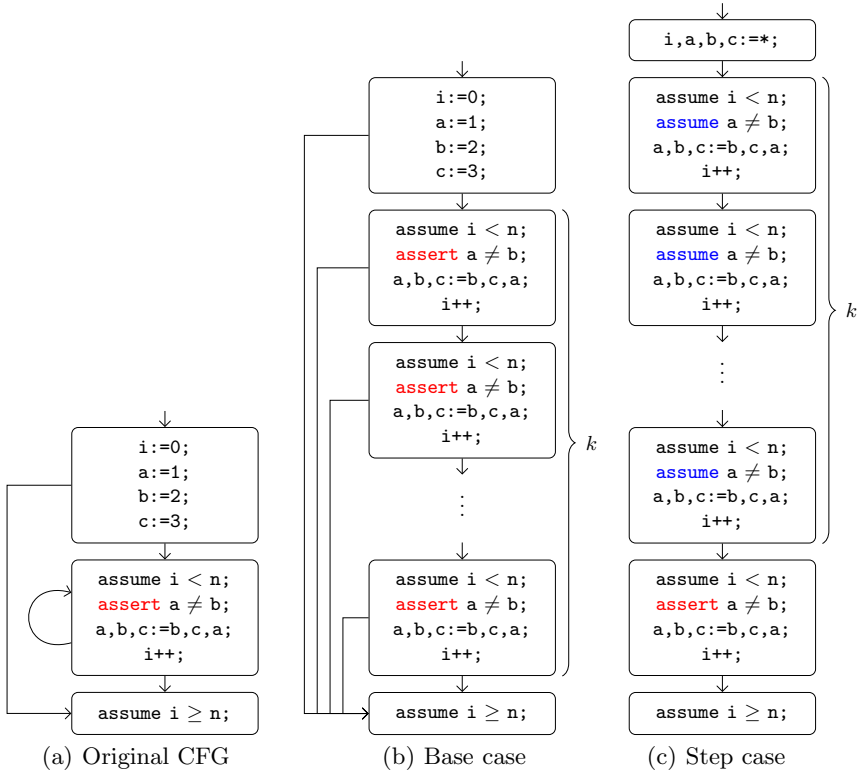 i:=0;
a:=1;
b:=2;
c:=3;
assume i < n;
assert a ≠ b;
a,b,c:=b,c,a;
i++;
assume i ≥ n;
(a) Original CFG
i:=0;
a:=1;
b:=2;
c:=3;
assume i < n;
assert a ≠ b;
a,b,c:=b,c,a;
i++;
assume i < n;
assert a ≠ b;
a,b,c:=b,c,a;
i++;
⋮
assume i < n;
assert a ≠ b;
a,b,c:=b,c,a;
i++;
k
assume i ≥ n;
(b) Base case
i,a,b,c:=*;
assume i < n;
assume a ≠ b;
a,b,c:=b,c,a;
i++;
assume i < n;
assume a ≠ b;
a,b,c:=b,c,a;
i++;
⋮
assume i < n;
assume a ≠ b;
a,b,c:=b,c,a;
i++;
k
assume i < n;
assert a ≠ b;
a,b,c:=b,c,a;
i++;
assume i ≥ n;
(c) Step case